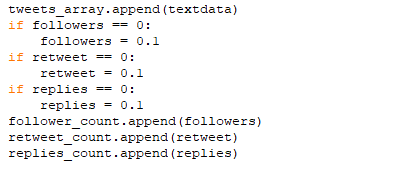 tweets_array.append(textdata)
if followers == 0:
    followers = 0.1
if retweet == 0:
    retweet = 0.1
if replies == 0:
    replies = 0.1
follower_count.append(followers)
retweet_count.append(retweet)
replies_count.append(replies)